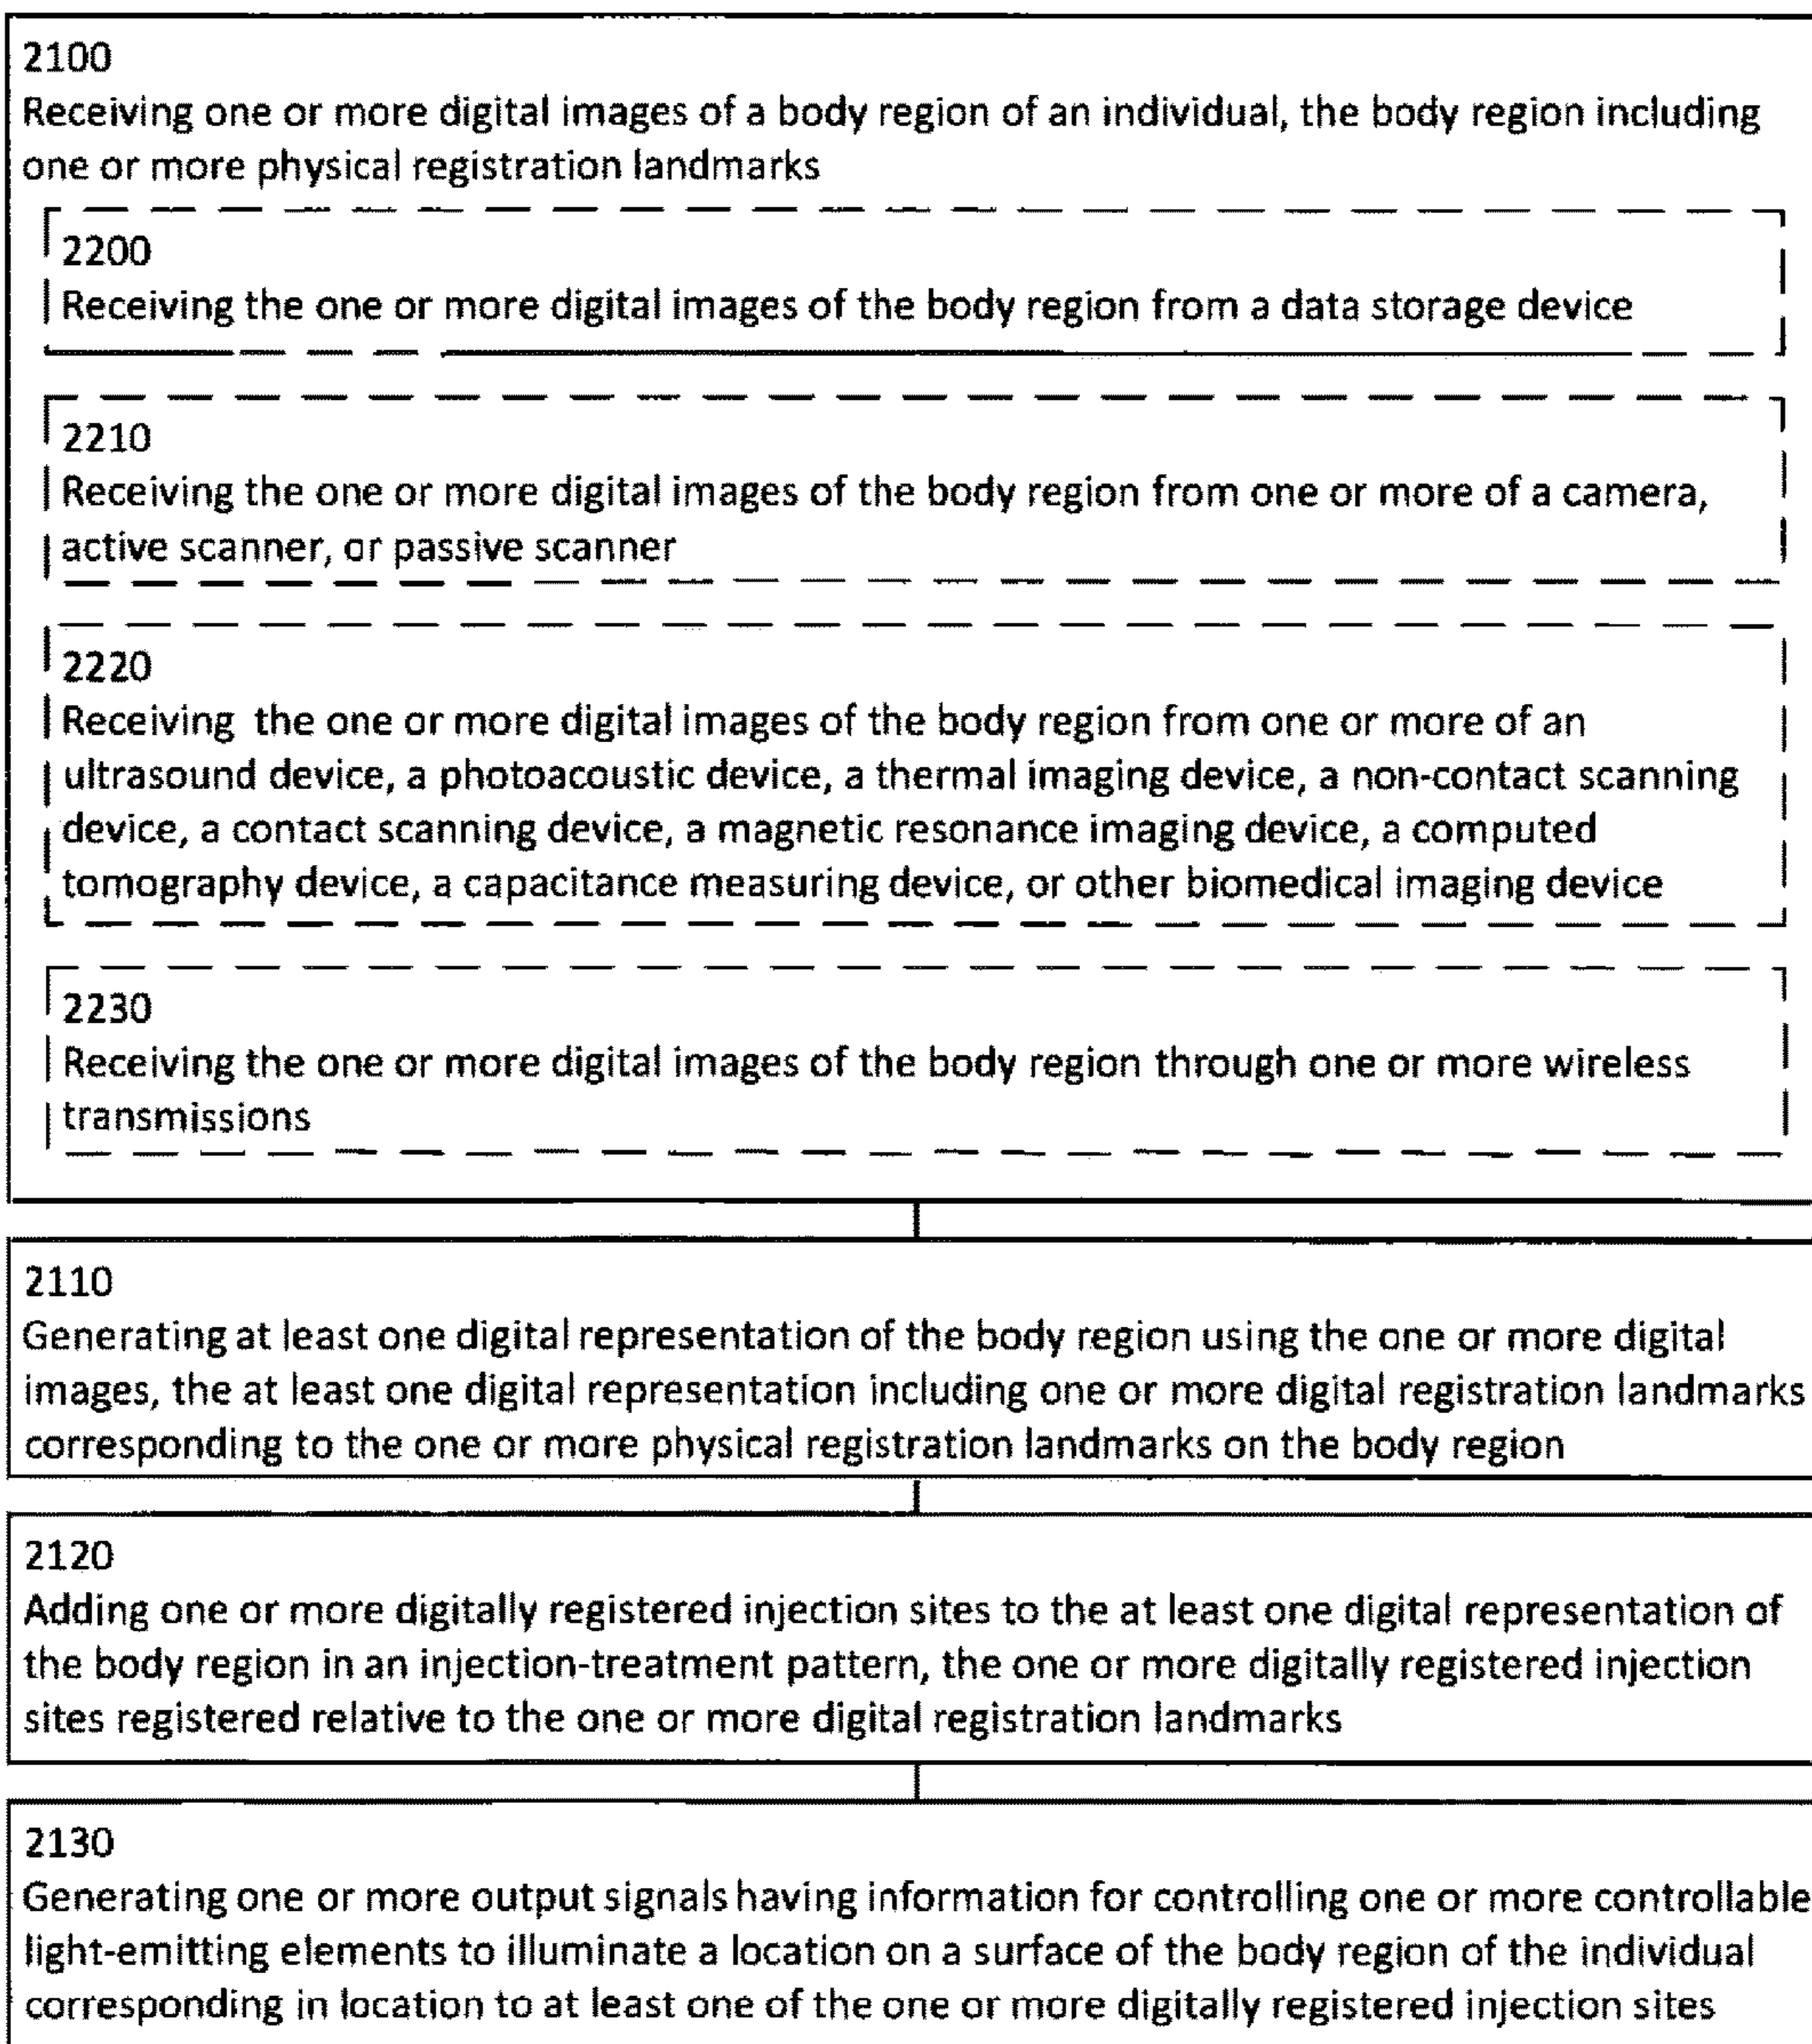 2100
Receiving one or more digital images of a body region of an individual, the body region including
one or more physical registration landmarks
2200
Receiving the one or more digital images of the body region from a data storage device
2210
Receiving the one or more digital images of the body region from one or more of a camera,
active scanner, or passive scanner
2220
Receiving the one or more digital images of the body region from one or more of an
ultrasound device, a photoacoustic device, a thermal imaging device, a non-contact scanning
device, a contact scanning device, a magnetic resonance imaging device, a computed
tomography device, a capacitance measuring device, or other biomedical imaging device
2230
Receiving the one or more digital images of the body region through one or more wireless
transmissions
2110
Generating at least one digital representation of the body region using the one or more digital
images, the at least one digital representation including one or more digital registration landmarks
corresponding to the one or more physical registration landmarks on the body region
2120
Adding one or more digitally registered injection sites to the at least one digital representation of
the body region in an injection-treatment pattern, the one or more digitally registered injection
sites registered relative to the one or more digital registration landmarks
2130
Generating one or more output signals having information for controlling one or more controllable
light-emitting elements to illuminate a location on a surface of the body region of the individual
corresponding in location to at least one of the one or more digitally registered injection sites